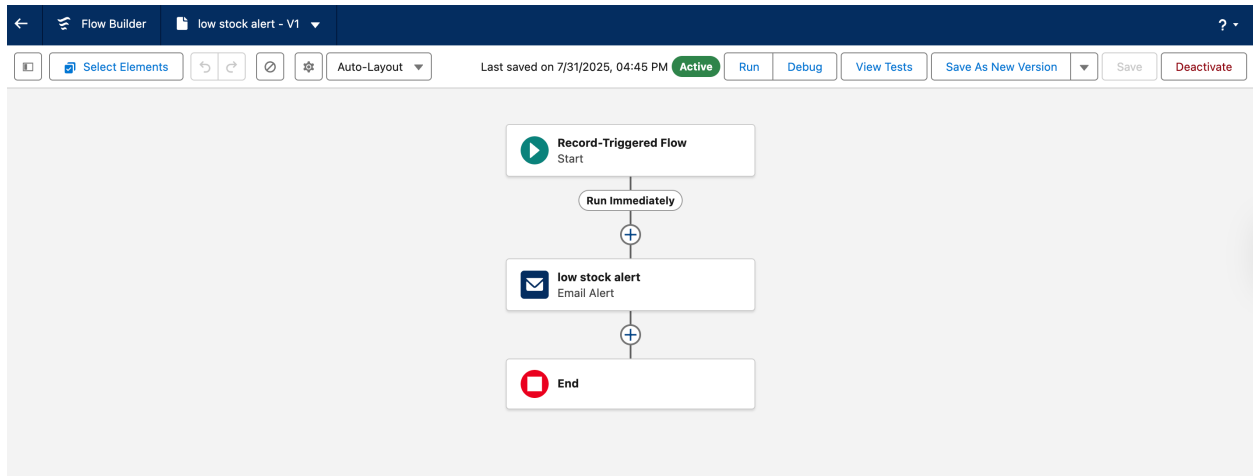 Flow Builder
low stock alert - V1
?
Select Elements
Auto-Layout
Last saved on 7/31/2025, 04:45 PM
Active
Run
Debug
View Tests
Save As New Version
Save
Deactivate
Record-Triggered Flow
Start
Run Immediately
low stock alert
Email Alert
End